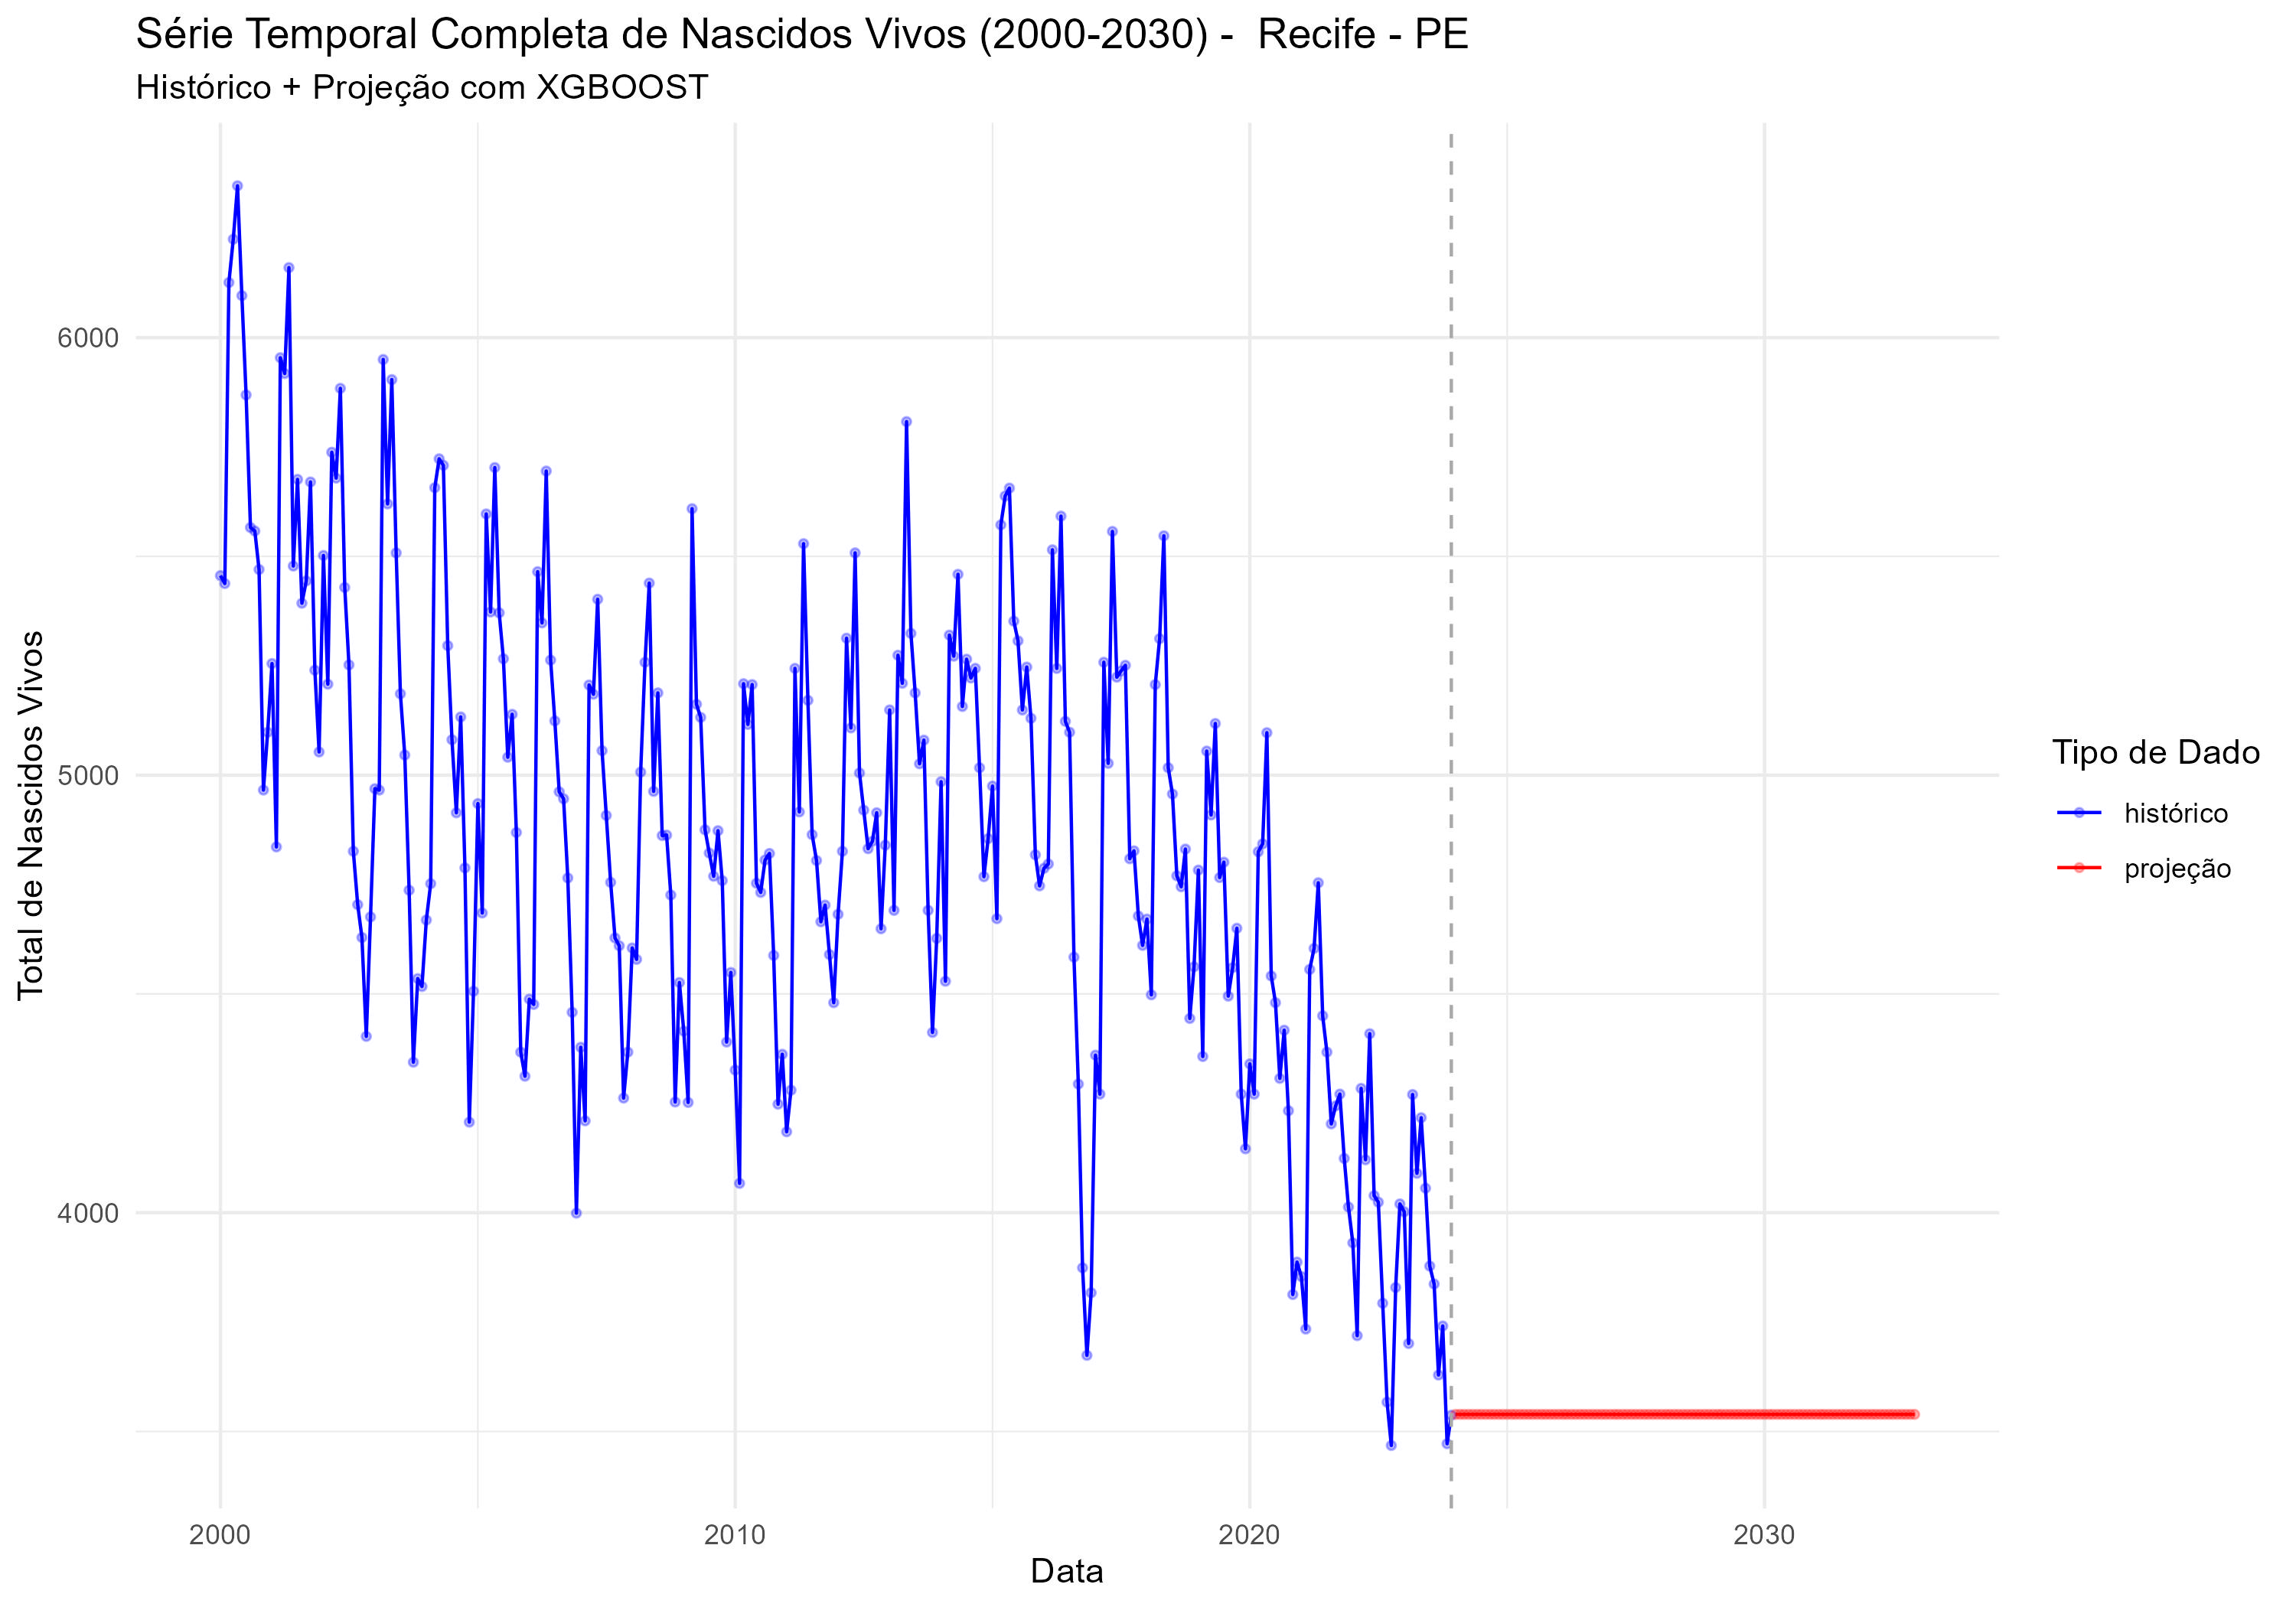 Série Temporal Completa de Nascidos Vivos (2000-2030) -  Recife - PE
Histórico + Projeção com XGBOOST
Total de Nascidos Vivos
6000
5000
4000
2000
2010
2020
2030
Data
Tipo de Dado
histórico
projeção